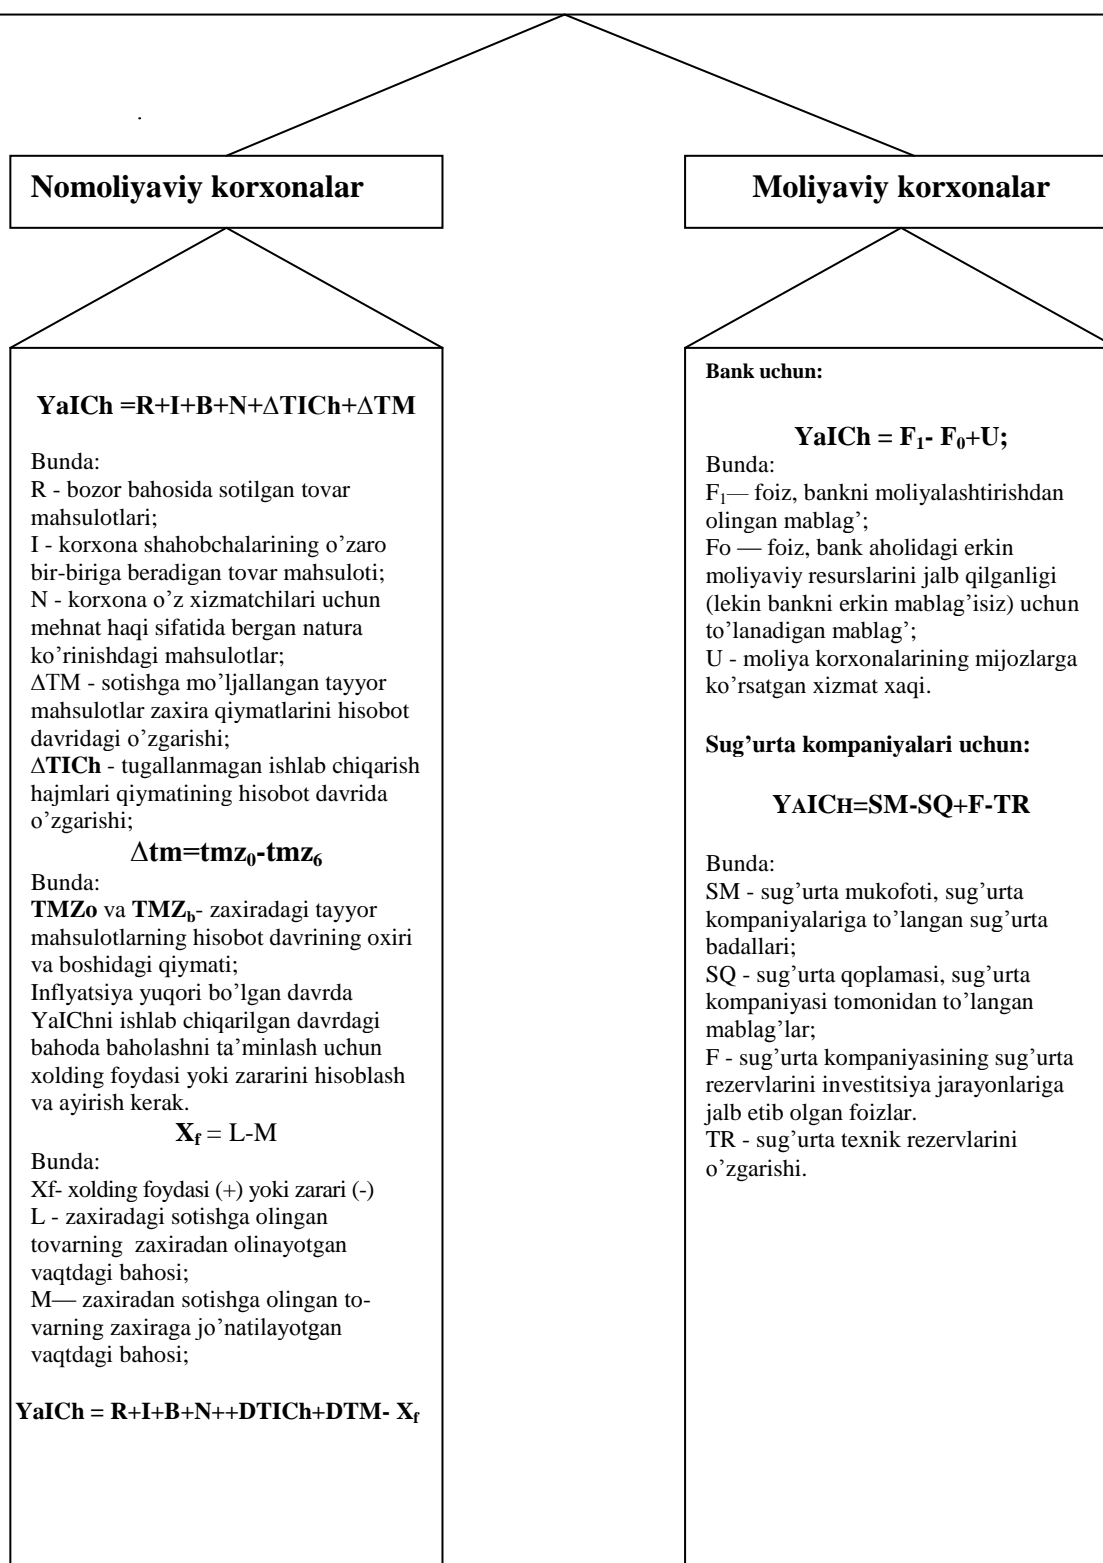 Nomoliyaviy korxonalar
YaICh =R+I+B+N+∆TICh+∆TM
Bunda:
R - bozor bahosida sotilgan tovar
mahsulotlari;
I - korxona shahobchalarining o’zaro
bir-biriga beradigan tovar mahsuloti;
N - korxona o’z xizmatchilari uchun
mehnat haqi sifatida bergan natura
ko’rinishdagi mahsulotlar;
∆TM - sotishga mo’ljallangan tayyor
mahsulotlar zaxira qiymatlarini hisobot
davridagi o’zgarishi;
∆TICh - tugallanmagan ishlab chiqarish
hajmlari qiymatining hisobot davrida
o’zgarishi;
∆tm=tmz₀-tmz₆
Bunda:
TMZo va TMZb- zaxiradagi tayyor
mahsulotlarning hisobot davrining oxiri
va boshidagi qiymati;
Inflyatsiya yuqori bo’lgan davrda
YaIChni ishlab chiqarilgan davrdagi
bahoda baholashni ta’minlash uchun
xolding foydasi yoki zararini hisoblash
va ayirish kerak.
Xf = L-M
Bunda:
Xf- xolding foydasi (+) yoki zarari (-)
L - zaxiradagi sotishga olingan
tovarning zaxiradan olinayotgan
vaqtdagi bahosi;
M— zaxiradan sotishga olingan to-
varning zaxiraga jo’natilayotgan
vaqtdagi bahosi;
YaICh = R+I+B+N++DTICh+DTM- Xf
Moliyaviy korxonalar
Bank uchun:
YaICh = F₁- F₀+U;
Bunda:
F₁— foiz, bankni moliyalashtirishdan
olingan mablag’;
Fo — foiz, bank aholidagi erkin
moliyaviy resurslarini jalb qilganligi
(lekin bankni erkin mablag’isiz) uchun
to’lanadigan mablag’;
U - moliya korxonalarining mijozlarga
ko’rsatgan xizmat xaqi.
Sug’urta kompaniyalari uchun:
YAICH=SM-SQ+F-TR
Bunda:
SM - sug’urta mukofoti, sug’urta
kompaniyalariga to’langan sug’urta
badallari;
SQ - sug’urta qoplamasi, sug’urta
kompaniyasi tomonidan to’langan
mablag’lar;
F - sug’urta kompaniyasining sug’urta
rezervlarini investitsiya jarayonlariga
jalb etib olgan foizlar.
TR - sug’urta texnik rezervlarini
o’zgarishi.